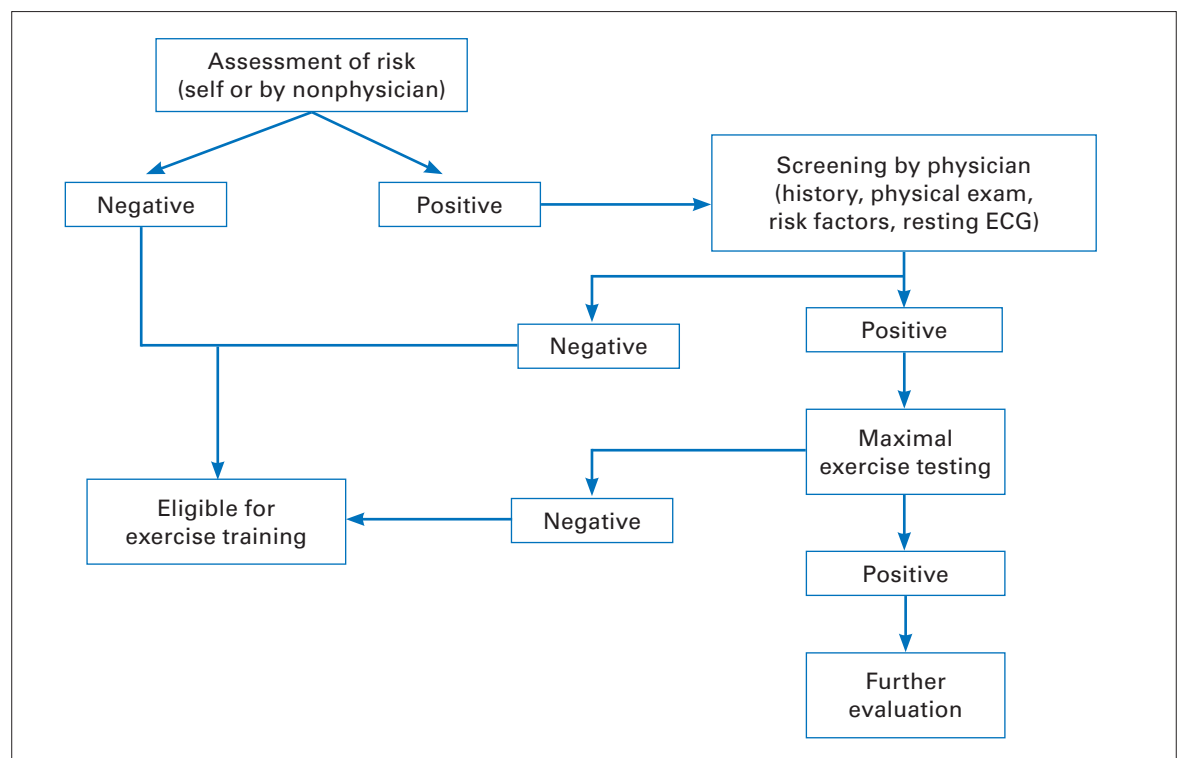 Assessment of risk
(self or by nonphysician)
Negative
Positive
Screening by physician
(history, physical exam,
risk factors, resting ECG)
Negative
Positive
Maximal
exercise testing
Eligible for
exercise training
Negative
Positive
Further
evaluation